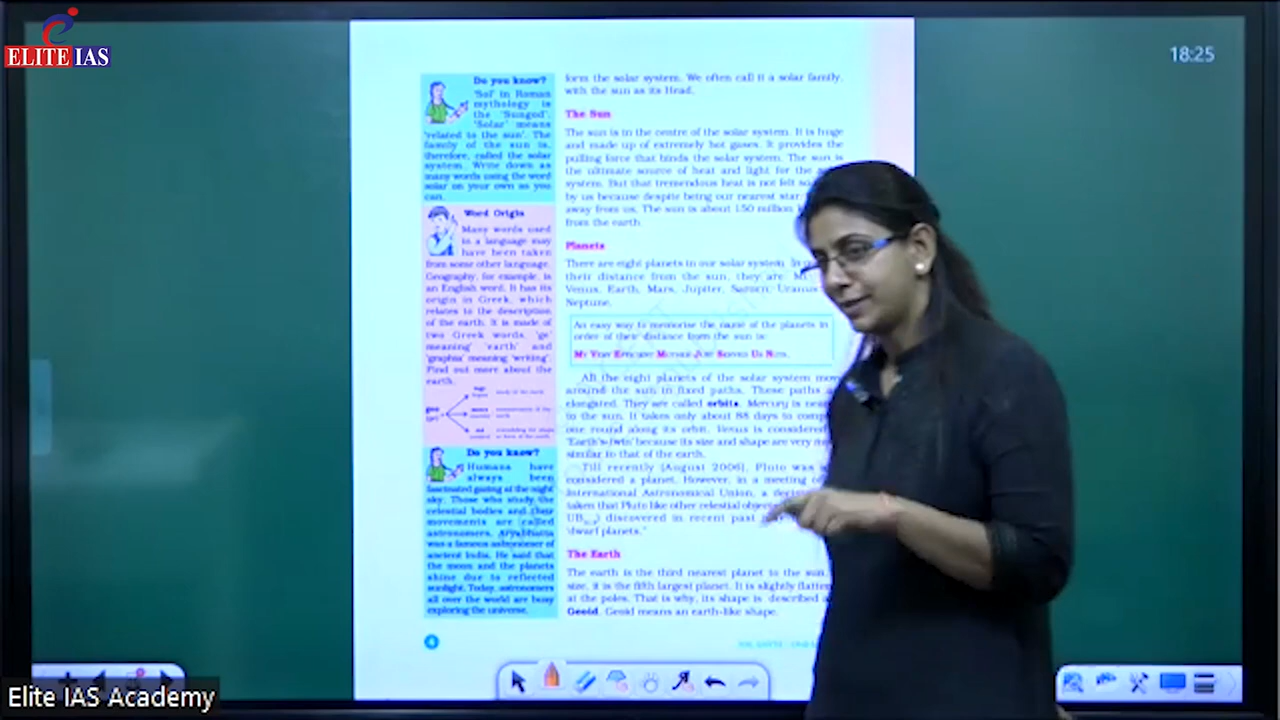 ELITE IAS
18:25
Do you know?
'Sol' in Roman
mythology is
the 'Sungod'.
'Solar' means
'related to the sun'. The
family of the sun is,
therefore, called the solar
system. Write down as
many words using the word
solar on your own as you
can.
Word Origin
Many words used
in a language may
have been taken
from some other language.
Geography, for example, is
an English word. It has its
origin in Greek, which
relates to the description
of the earth. It is made of
two Greek words, 'ge'
meaning 'earth' and
'graphia' meaning 'writing'.
Find out more about the
earth.
Do you know?
Humans have
always been
fascinated gazing at the night
sky. Those who study the
celestial bodies and their
movements are called
astronomers. Aryabhatta
was a famous astronomer of
ancient India. He said that
the moon and the planets
shine due to reflected
sunlight. Today, astronomers
all over the world are busy
exploring the universe.
4
form the solar system. We often call it a solar family,
with the sun as its Head.
The Sun
The sun is in the centre of the solar system. It is huge
and made up of extremely hot gases. It provides the
pulling force that binds the solar system. The sun is
the ultimate source of heat and light for the
system. But that tremendous heat is not felt
by us because despite being our nearest star
away from us. The sun is about 150 million
from the earth.
Planets
There are eight planets in our solar system. In
their distance from the sun, they are
Venus, Earth, Mars, Jupiter, Saturn, Uranus
Neptune.
An easy way to memorise the name of the planets in
order of their distance from the sun is:
My Very Efficient Mother Just Served Us Nuts.
All the eight planets of the solar system move
around the sun in fixed paths. These paths
elongated. They are called orbits. Mercury is
to the sun. It takes only about 88 days to
one round along its orbit. Venus is considered
'Earth's-twin' because its size and shape are very
similar to that of the earth.
Till recently (August 2006), Pluto was
considered a planet. However, in a meeting of
International Astronomical Union, a
taken that Pluto like other celestial
discovered in recent past
'dwarf planets.'
The Earth
The earth is the third nearest planet to the sun.
size, it is the fifth largest planet. It is slightly
at the poles. That is why, its shape is described
Geoid. Geoid means an earth-like shape.
Elite IAS Academy